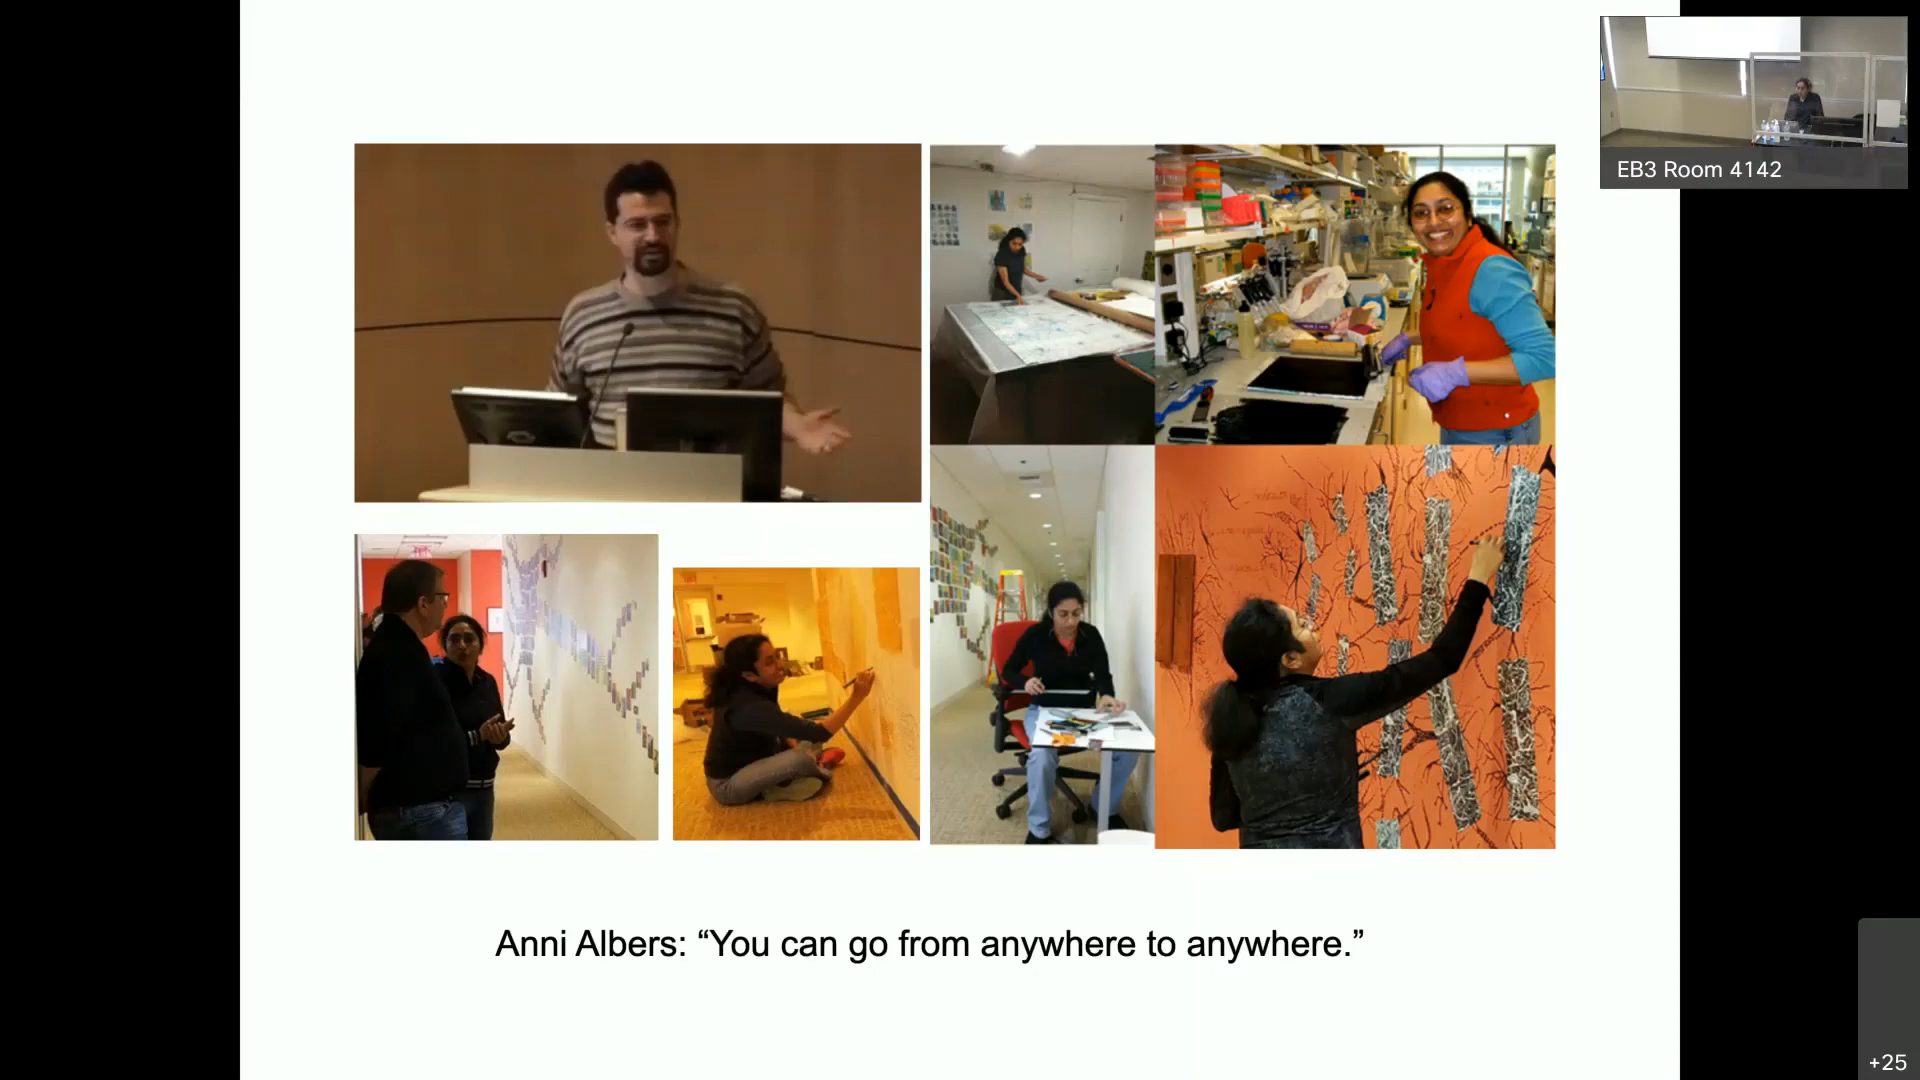 EB3 Room 4142
Anni Albers: “You can go from anywhere to anywhere.”
+25